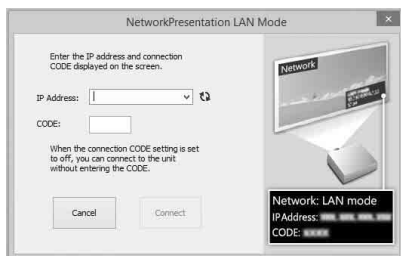 NetworkPresentation LAN Mode
Enter the IP address and connection
CODE displayed on the screen.
IP Address:
CODE:
When the connection CODE setting is set
to off, you can connect to the unit
without entering the CODE.
Cancel
Connect
Network
Network: LAN mode
IPAddress:
CODE: